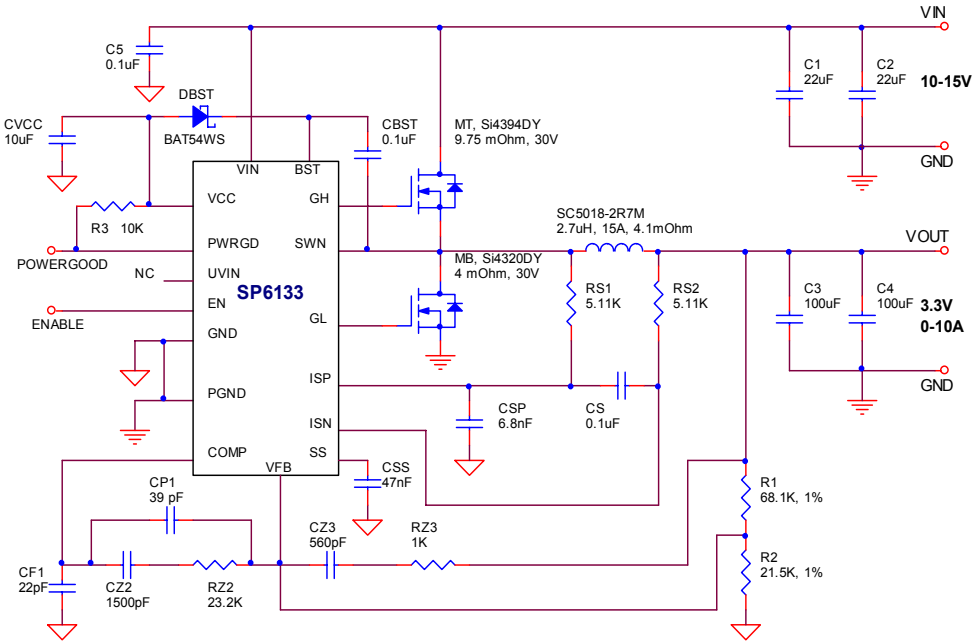 VIN
C5
0.1uF
C1
22uF
C2
22uF
10-15V
DBST
BAT54WS
CVCC
10uF
CBST
0.1uF
MT, Si4394DY
9.75 mOhm, 30V
GND
VIN
BST
VCC
GH
R3 10K
SC5018-2R7M
2.7uH, 15A, 4.1mOhm
PWRGD
SWN
VOUT
POWERGOOD
MB, Si4320DY
4 mOhm, 30V
NC
UVIN
SP6133
RS1
5.11K
RS2
5.11K
C3
100uF
C4
100uF
3.3V
0-10A
EN
ENABLE
GL
GND
ISP
GND
PGND
CSP
6.8nF
CS
0.1uF
ISN
COMP
SS
VFB
CSS
47nF
CP1
39 pF
R1
68.1K, 1%
CZ3
560pF
RZ3
1K
CF1
22pF
CZ2
1500pF
RZ2
23.2K
R2
21.5K, 1%